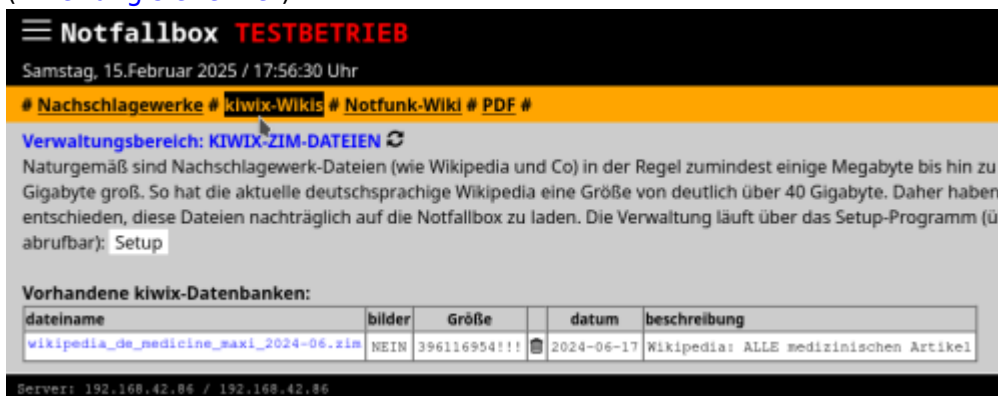 Notfallbox TESTBETRIEB
Samstag, 15.Februar 2025 / 17:56:30 Uhr
# Nachschlagewerke # kiwix-Wikis # Notfunk-Wiki # PDF #
Verwaltungsbereich: KIWIX-ZIM-DATEIEN
Naturgemäß sind Nachschlagewerk-Dateien (wie Wikipedia und Co) in der Regel zumindest einige Megabyte bis hin zu
Gigabyte groß. So hat die aktuelle deutschsprachige Wikipedia eine Größe von deutlich über 40 Gigabyte. Daher haben
entschieden, diese Dateien nachträglich auf die Notfallbox zu laden. Die Verwaltung läuft über das Setup-Programm (ü
abrufbar): Setup
Vorhandene kiwix-Datenbanken:
dateiname bilder Größe datum beschreibung
wikipedia_de_medicine_maxi_2024-06.zim NEIN 396116954!!! 2024-06-17 Wikipedia: ALLE medizinischen Artikel
Server: 192.168.42.86 / 192.168.42.86